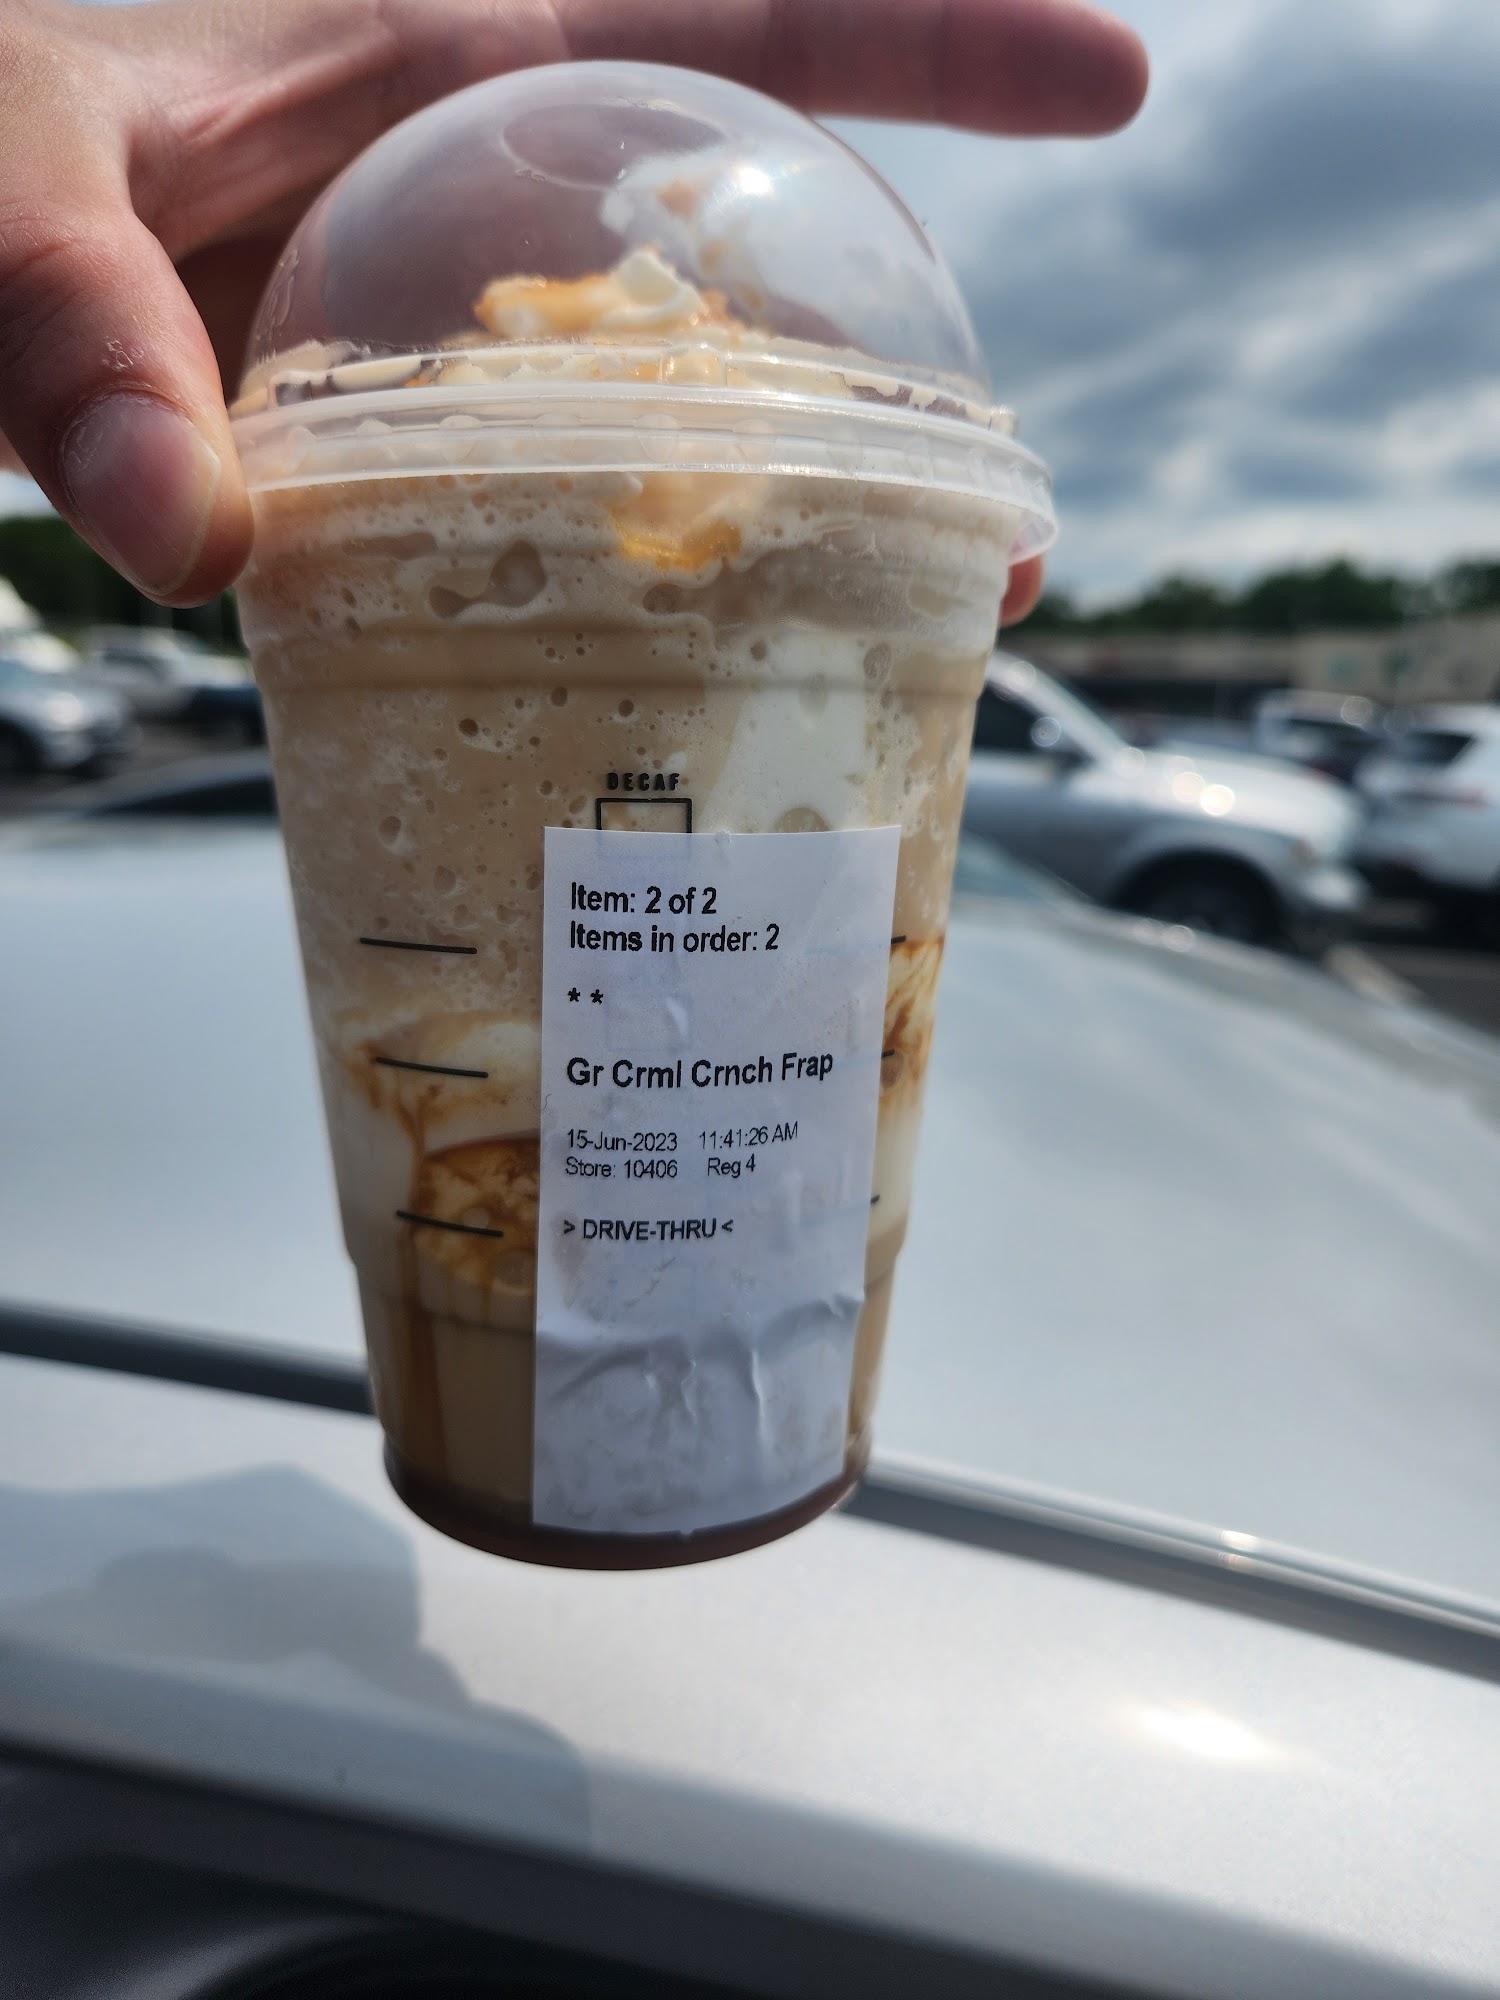 DECAF
Item: 2 of 2
Items in order: 2
* *
Gr Crml Crnch Frap
15-Jun-2023 11:41:26 AM
Store: 10406 Reg 4
> DRIVE-THRU <